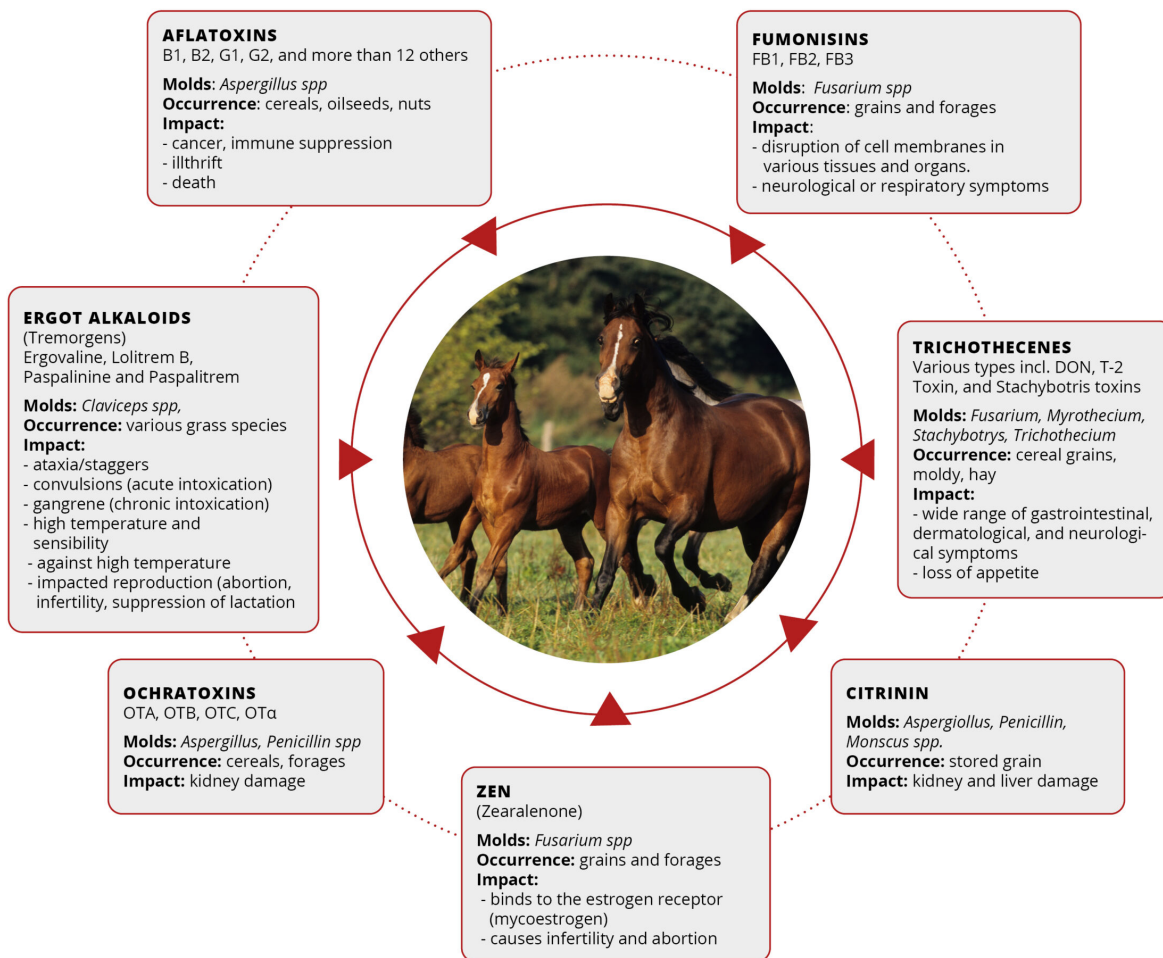 AFLATOXINS
B1, B2, G1, G2, and more than 12 others
Molds: Aspergillus spp
Occurrence: cereals, oilseeds, nuts
Impact:
- cancer, immune suppression
- illthrift
- death
FUMONISINS
FB1, FB2, FB3
Molds: Fusarium spp
Occurrence: grains and forages
Impact:
- disruption of cell membranes in
various tissues and organs.
- neurological or respiratory symptoms
ERGOT ALKALOIDS
(Tremorgens)
Ergovaline, Lolitrem B,
Paspalinine and Paspalitrem
Molds: Claviceps spp,
Occurrence: various grass species
Impact:
- ataxia/staggers
- convulsions (acute intoxication)
- gangrene (chronic intoxication)
- high temperature and
sensibility
- against high temperature
- impacted reproduction (abortion,
infertility, suppression of lactation
TRICHOTHECENES
Various types incl. DON, T-2
Toxin, and Stachybotris toxins
Molds: Fusarium, Myrothecium,
Stachybotrys, Trichothecium
Occurrence: cereal grains,
moldy, hay
Impact:
- wide range of gastrointestinal,
dermatological, and neurologi-
cal symptoms
- loss of appetite
OCHRATOXINS
OTA, OTB, OTC, OTα
Molds: Aspergillus, Penicillin spp
Occurrence: cereals, forages
Impact: kidney damage
CITRININ
Molds: Aspergiollus, Penicillin,
Monscus spp.
Occurrence: stored grain
Impact: kidney and liver damage
ZEN
(Zearalenone)
Molds: Fusarium spp
Occurrence: grains and forages
Impact:
- binds to the estrogen receptor
(mycoestrogen)
- causes infertility and abortion